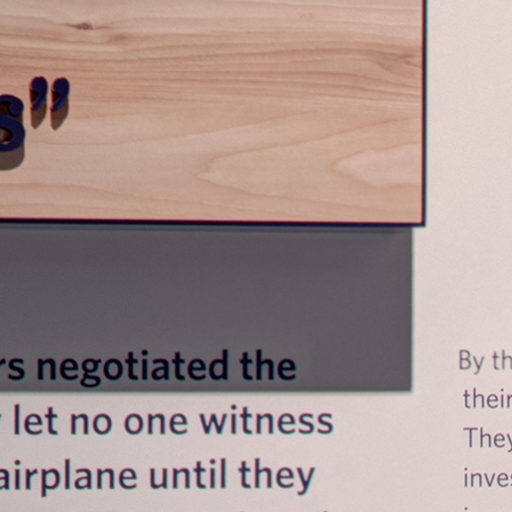 s”
rs negotiated the
let no one witness
airplane until they
By th
their
They
inves